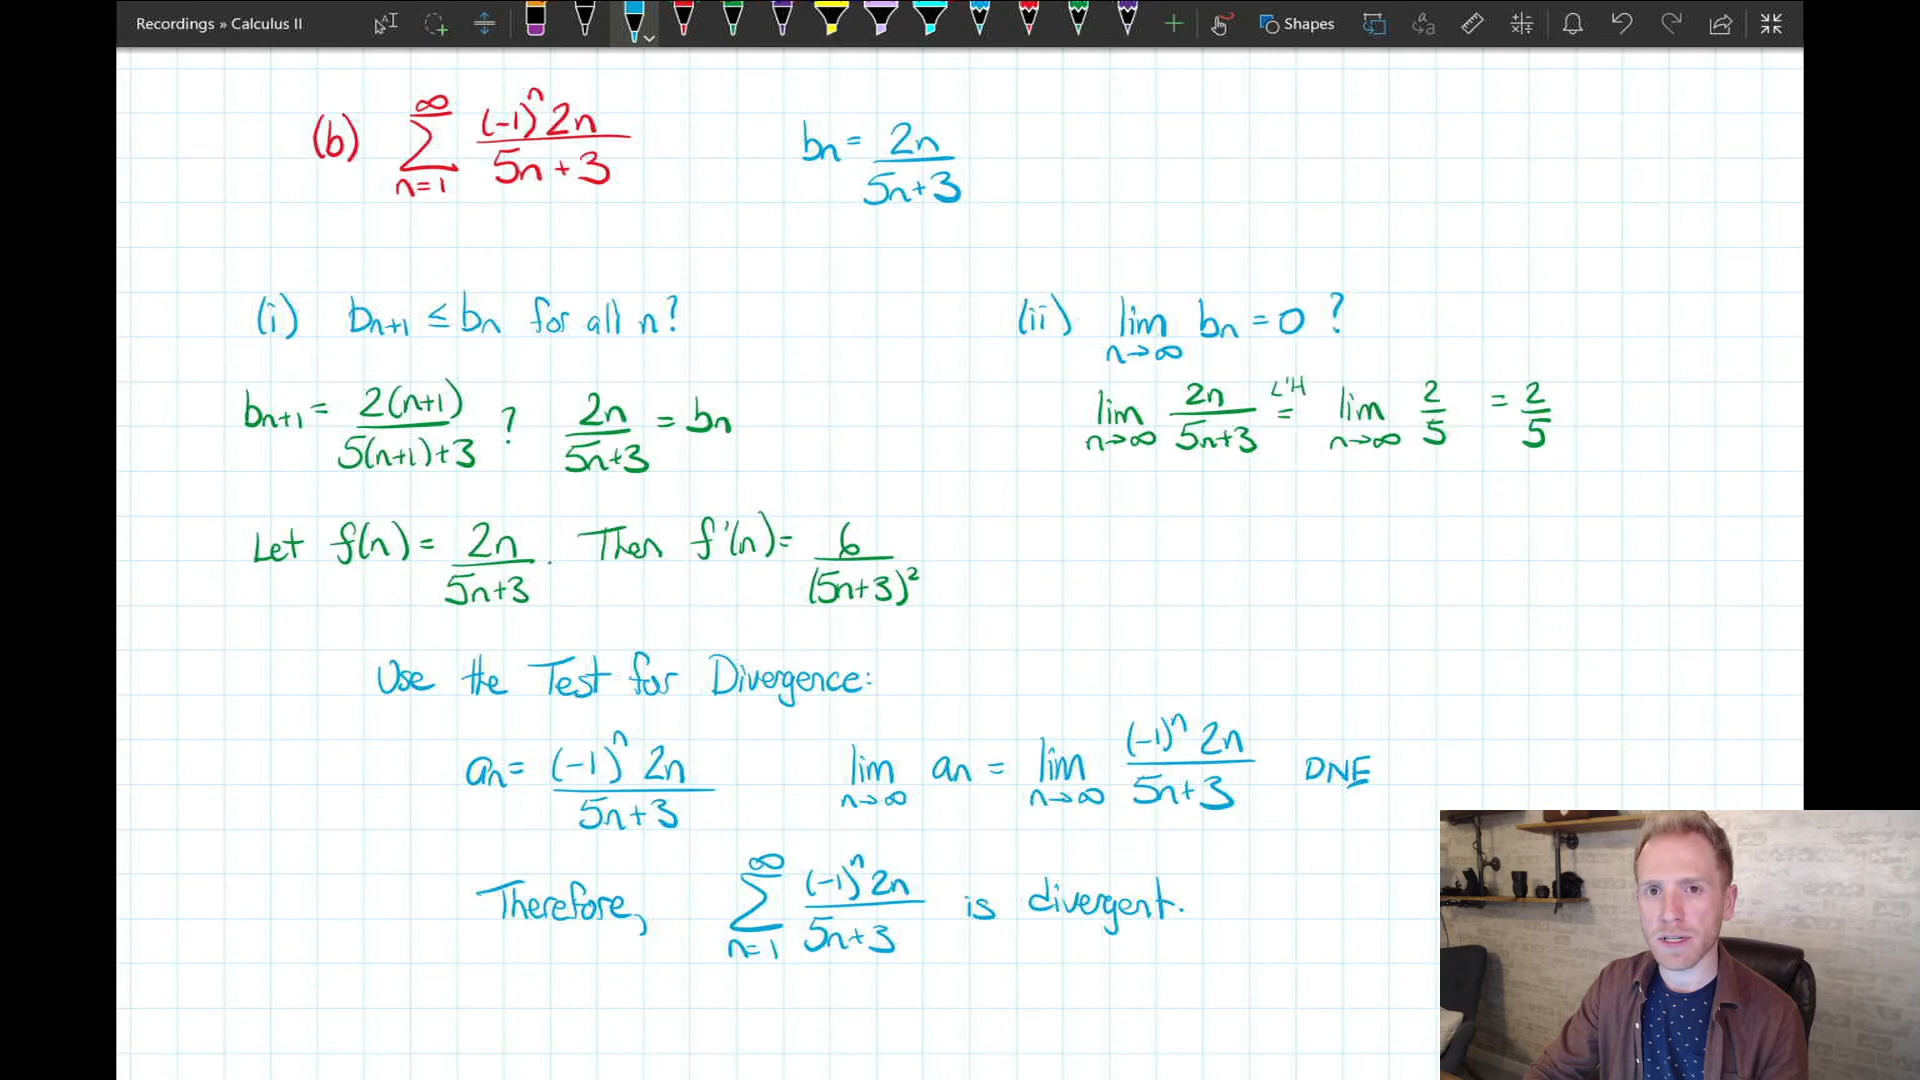 Recordings » Calculus II
Shapes
(b) ∑_{n=1}^{∞} (-1)^n 2n / 5n+3
bn = 2n / 5n+3
(i) bn+1 ≤ bn for all n?
(ii) lim_{n→∞} bn = 0 ?
bn+1 = 2(n+1) / 5(n+1)+3 ? 2n / 5n+3 = bn
lim_{n→∞} 2n / 5n+3 L'H = lim_{n→∞} 2/5 = 2/5
Let f(n) = 2n / 5n+3 . Then f'(n) = 6 / (5n+3)²
Use the Test for Divergence:
an = (-1)^n 2n / 5n+3
lim_{n→∞} an = lim_{n→∞} (-1)^n 2n / 5n+3 DNE
Therefore, ∑_{n=1}^{∞} (-1)^n 2n / 5n+3 is divergent.